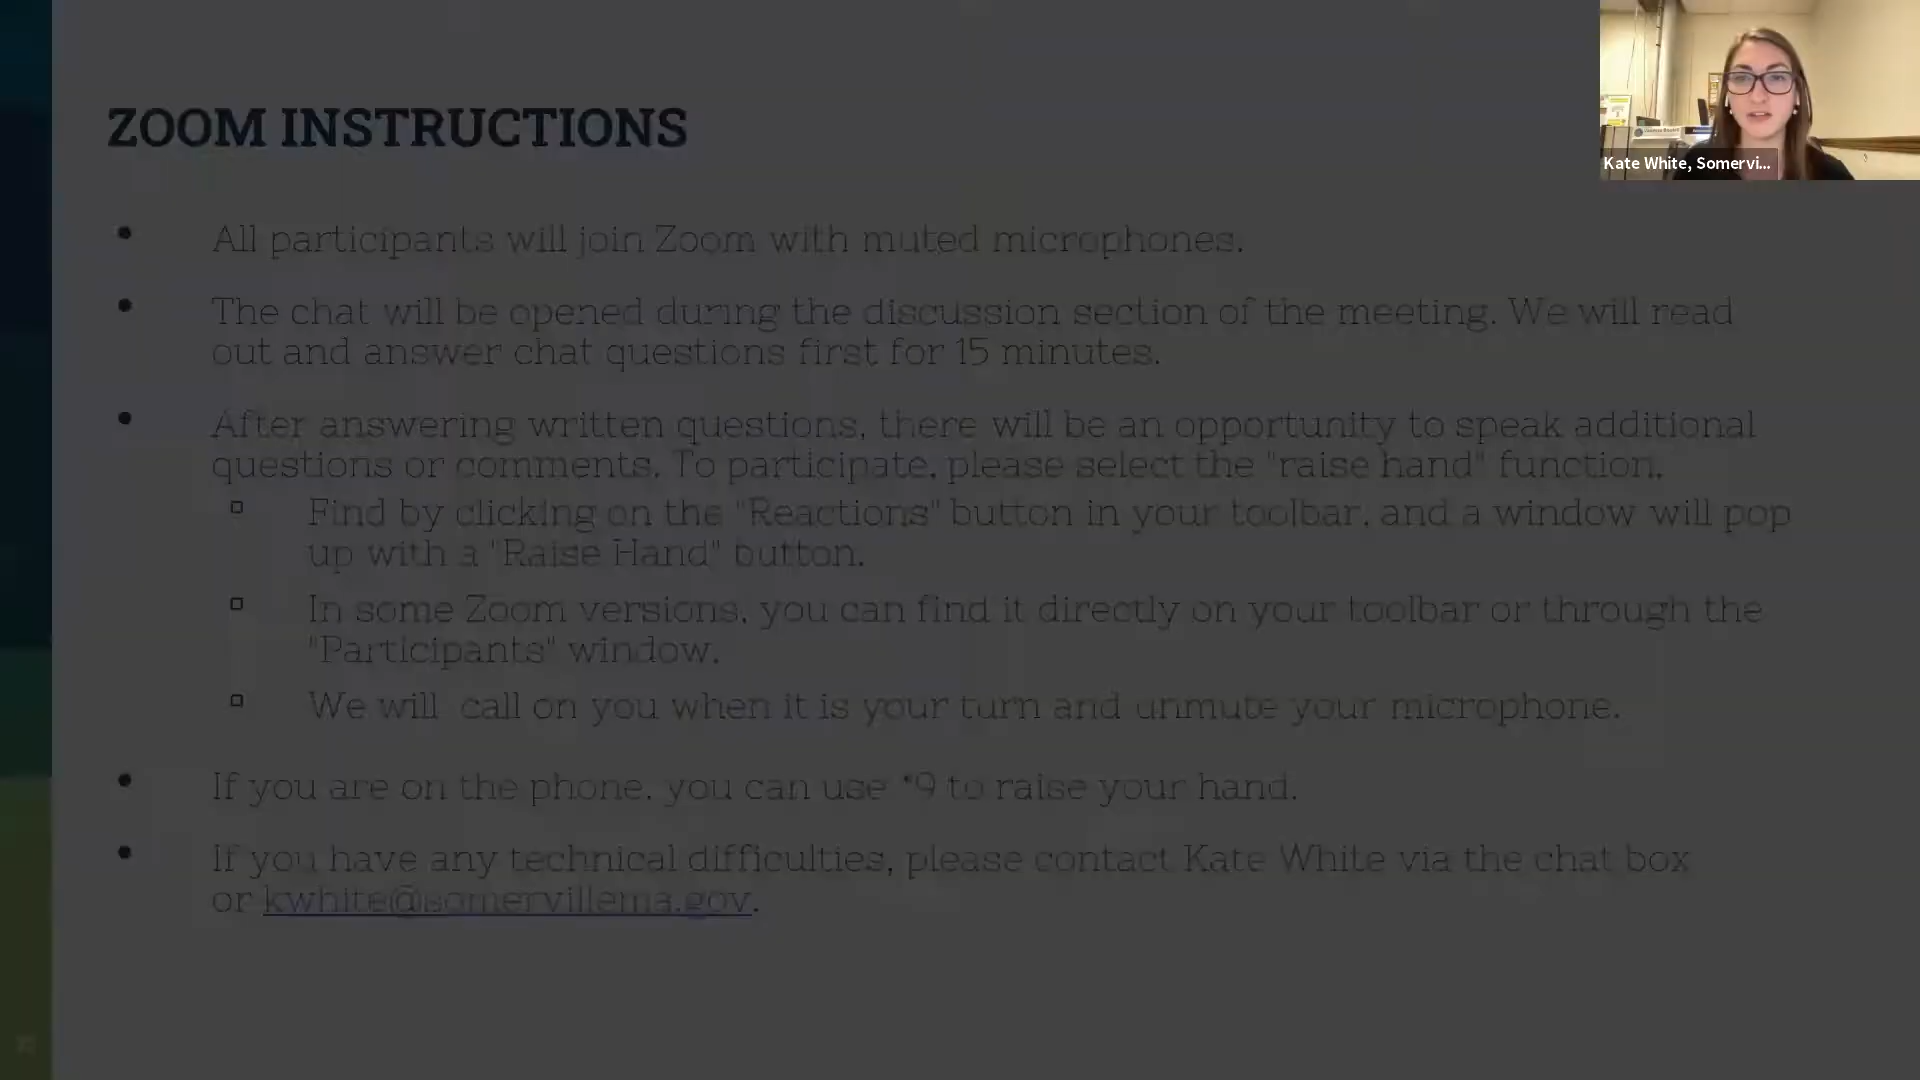 ZOOM INSTRUCTIONS
Kate White, Somervi...
• All participants will join Zoom with muted microphones.
• The chat will be opened during the discussion section of the meeting. We will read
out and answer chat questions first for 15 minutes.
• After answering written questions, there will be an opportunity to speak additional
questions or comments. To participate, please select the "raise hand" function.
Find by clicking on the "Reactions" button in your toolbar, and a window will pop
up with a "Raise Hand" button.
In some Zoom versions, you can find it directly on your toolbar or through the
"Participants" window.
We will call on you when it is your turn and unmute your microphone.
• If you are on the phone, you can use *9 to raise your hand.
• If you have any technical difficulties, please contact Kate White via the chat box
or kwhite@somervillema.gov.